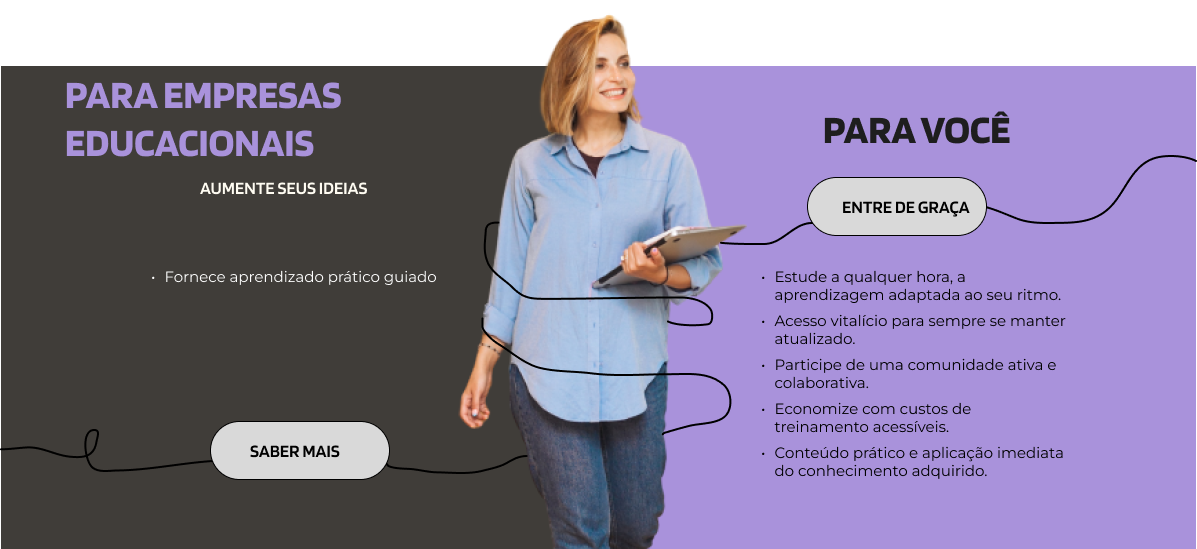 PARA EMPRESAS
EDUCACIONAIS
AUMENTE SEUS IDEIAS
• Fornece aprendizado prático guiado
SABER MAIS
PARA VOCÊ
ENTRE DE GRAÇA
• Estude a qualquer hora, a
aprendizagem adaptada ao seu ritmo.
• Acesso vitalício para sempre se manter
atualizado.
• Participe de uma comunidade ativa e
colaborativa.
• Economize com custos de
treinamento acessíveis.
• Conteúdo prático e aplicação imediata
do conhecimento adquirido.